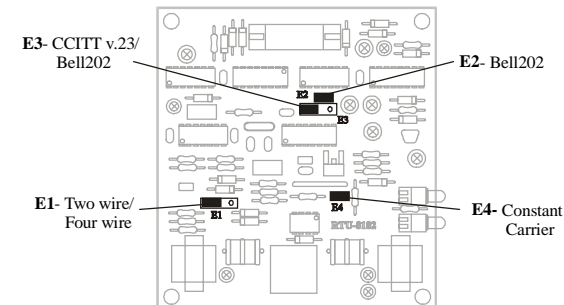 E3- CCITT v.23/
Bell202
E2- Bell202
E2
E3
E1- Two wire/
Four wire
E1
E4
RTU-8182
E4- Constant
Carrier